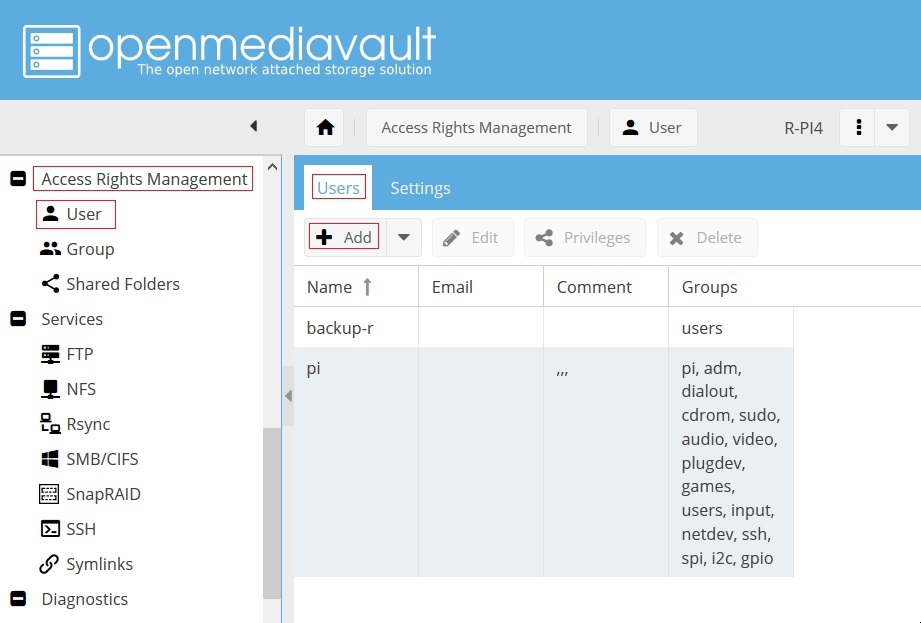 openmediavault
The open network attached storage solution
Access Rights Management
User
R-PI4
Access Rights Management
User
Group
Shared Folders
Services
FTP
NFS
Rsync
SMB/CIFS
SnapRAID
SSH
Symlinks
Diagnostics
Users
Settings
Add
Edit
Privileges
Delete
Name
Email
Comment
Groups
backup-r
users
pi
,,,
pi, adm,
dialout,
cdrom, sudo,
audio, video,
plugdev,
games,
users, input,
netdev, ssh,
spi, i2c, gpio